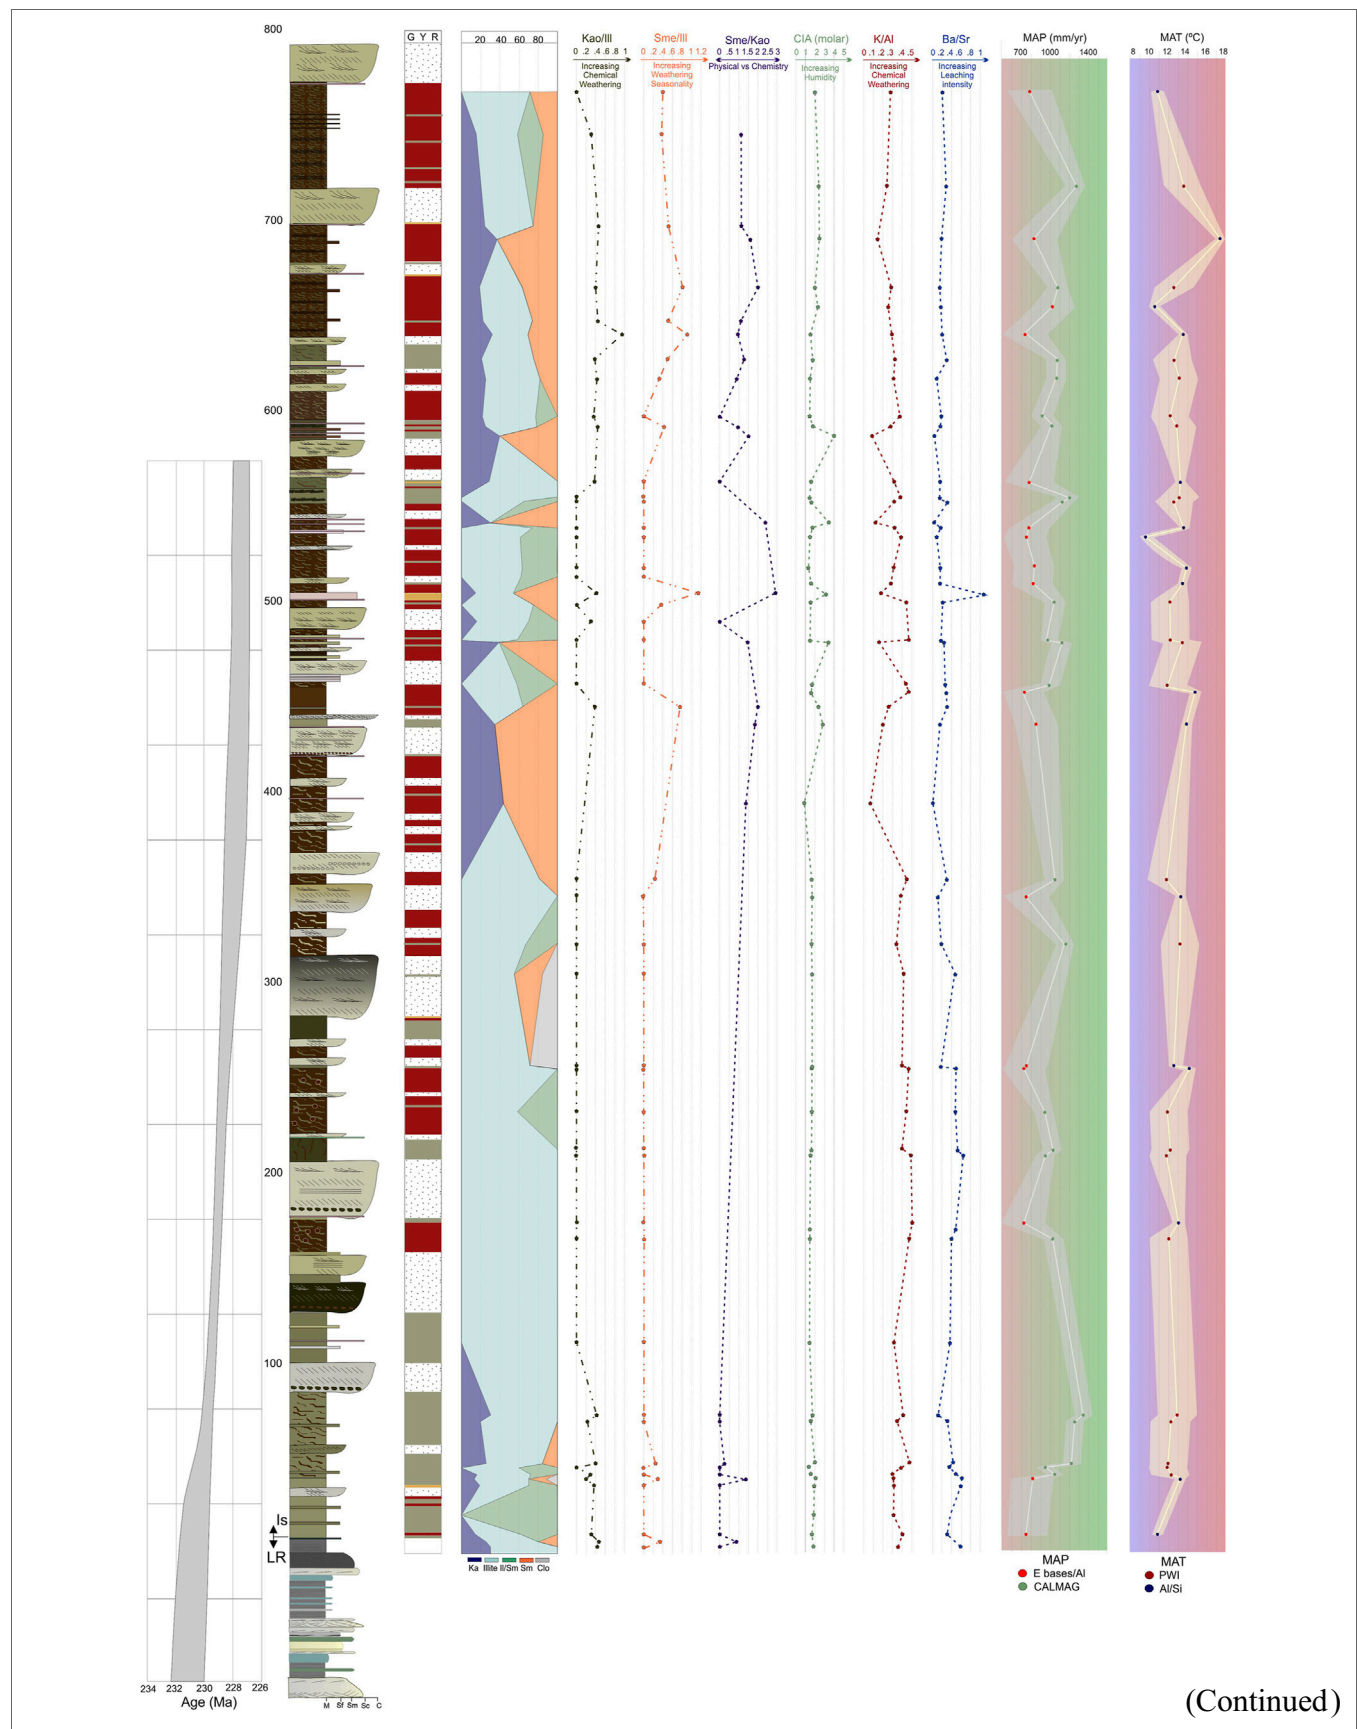 800
G Y R
20 40 60 80
Kao/Ill
0 .2 .4 .6 .8 1
Increasing
Chemical
Weathering
Sme/Ill
0 .2 .4 .6 .8 1 1.2
Increasing
Weathering
Seasonality
Sme/Kao
0 .5 1 1.5 2 2.5 3
Physical vs Chemistry
CIA (molar)
0 1 2 3 4 5
Increasing
Humidity
K/Al
0 .1 .2 .3 .4 .5
Increasing
Chemical
Weathering
Ba/Sr
0 .2 .4 .6 .8 1
Increasing
Leaching
intensity
MAP (mm/yr)
700 1000 1400
MAT (ºC)
8 10 12 14 16 18
700
600
500
400
300
200
100
Is
LR
234 232 230 228 226
Age (Ma)
M Sf Sm Sc C
Ka Illite Il/Sm Sm Clo
MAP
E bases/Al
CALMAG
MAT
PWI
Al/Si
(Continued)